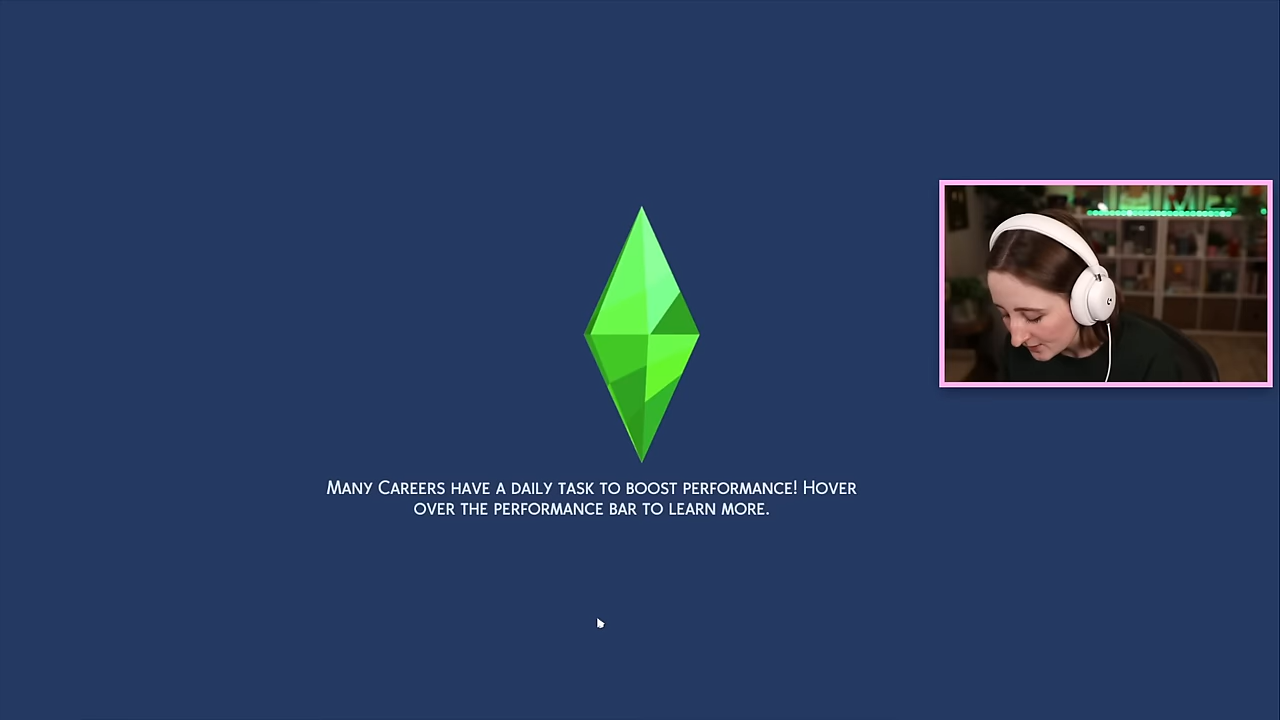 Many Careers have a daily task to boost performance! Hover
over the performance bar to learn more.